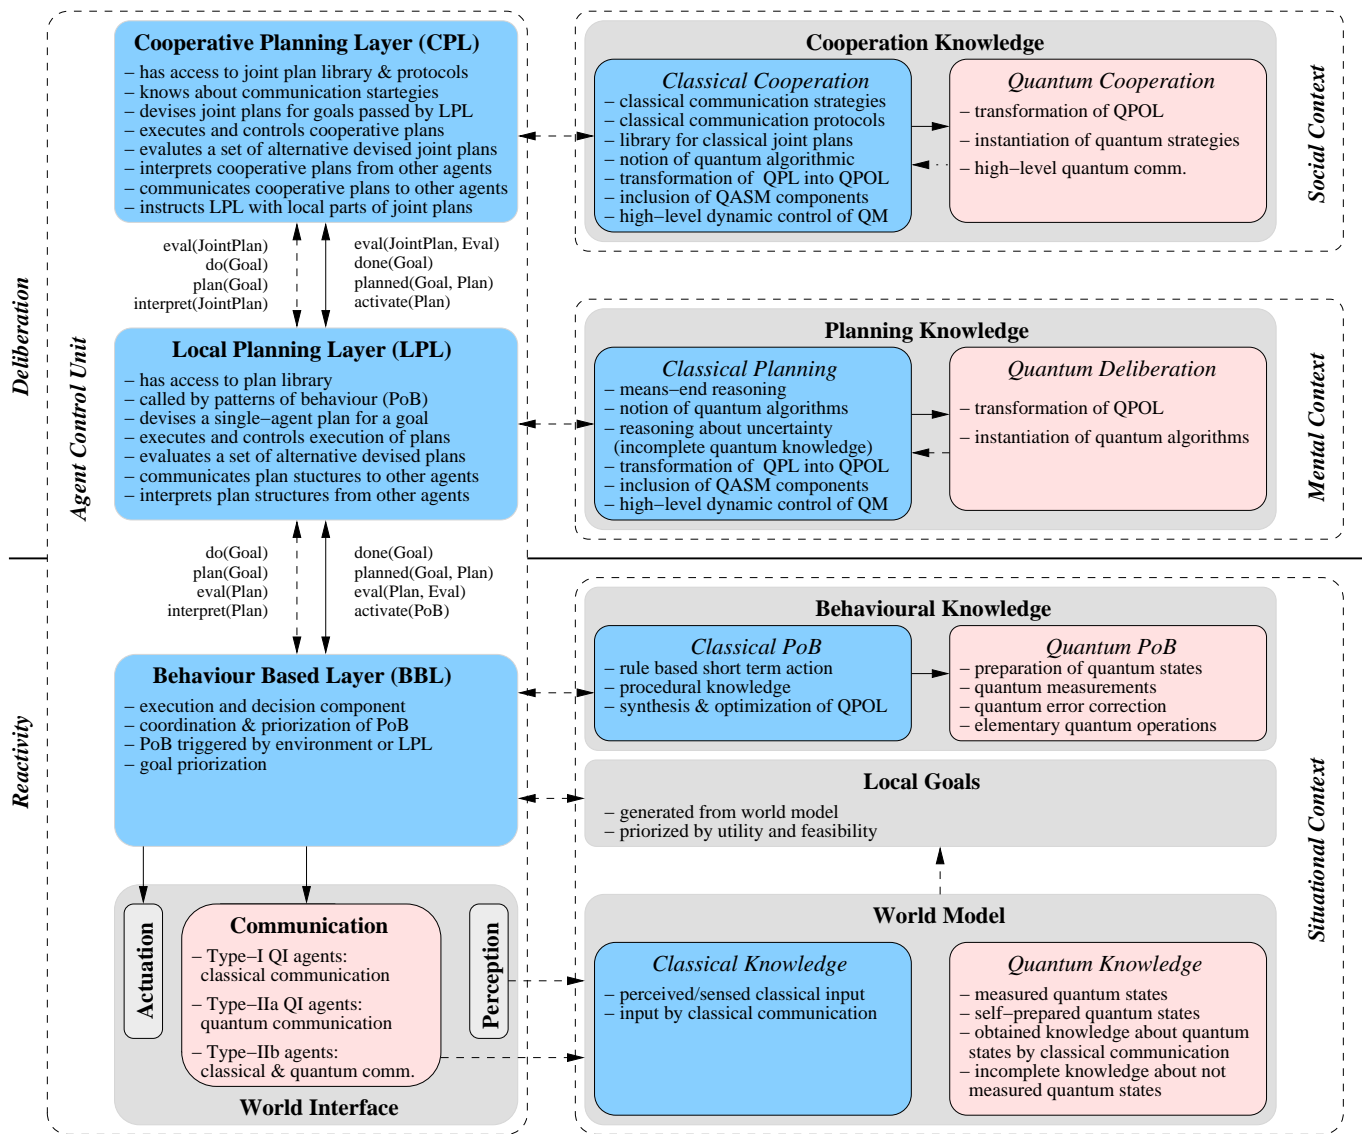 Cooperative Planning Layer (CPL)
– has access to joint plan library & protocols
– knows about communication startegies
– devises joint plans for goals passed by LPL
– executes and controls cooperative plans
– evalutes a set of alternative devised joint plans
– interprets cooperative plans from other agents
– communicates cooperative plans to other agents
– instructs LPL with local parts of joint plans
Cooperation Knowledge
Classical Cooperation
– classical communication strategies
– classical communication protocols
– library for classical joint plans
– notion of quantum algorithmic
– transformation of QPL into QPOL
– inclusion of QASM components
– high–level dynamic control of QM
Quantum Cooperation
– transformation of QPOL
– instantiation of quantum strategies
– high–level quantum comm.
Social Context
eval(JointPlan)
do(Goal)
plan(Goal)
interpret(JointPlan)
eval(JointPlan, Eval)
done(Goal)
planned(Goal, Plan)
activate(Plan)
Deliberation
Agent Control Unit
Local Planning Layer (LPL)
– has access to plan library
– called by patterns of behaviour (PoB)
– devises a single–agent plan for a goal
– executes and controls execution of plans
– evaluates a set of alternative devised plans
– communicates plan stuctures to other agents
– interprets plan structures from other agents
Planning Knowledge
Classical Planning
– means–end reasoning
– notion of quantum algorithms
– reasoning about uncertainty
(incomplete quantum knowledge)
– transformation of QPL into QPOL
– inclusion of QASM components
– high–level dynamic control of QM
Quantum Deliberation
– transformation of QPOL
– instantiation of quantum algorithms
Mental Context
do(Goal)
plan(Goal)
eval(Plan)
interpret(Plan)
done(Goal)
planned(Goal, Plan)
eval(Plan, Eval)
activate(PoB)
Reactivity
Behaviour Based Layer (BBL)
– execution and decision component
– coordination & priorization of PoB
– PoB triggered by environment or LPL
– goal priorization
Behavioural Knowledge
Classical PoB
– rule based short term action
– procedural knowledge
– synthesis & optimization of QPOL
Quantum PoB
– preparation of quantum states
– quantum measurements
– quantum error correction
– elementary quantum operations
Local Goals
– generated from world model
– priorized by utility and feasibility
Situational Context
Actuation
Communication
– Type–I QI agents:
classical communication
– Type–IIa QI agents:
quantum communication
– Type–IIb agents:
classical & quantum comm.
Perception
World Interface
World Model
Classical Knowledge
– perceived/sensed classical input
– input by classical communication
Quantum Knowledge
– measured quantum states
– self–prepared quantum states
– obtained knowledge about quantum
states by classical communication
– incomplete knowledge about not
measured quantum states